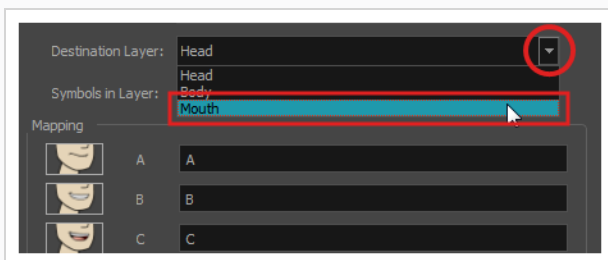 Destination Layer: Head
Head
Symbols in Layer: Body
Mouth
Mapping
A A
B B
C C